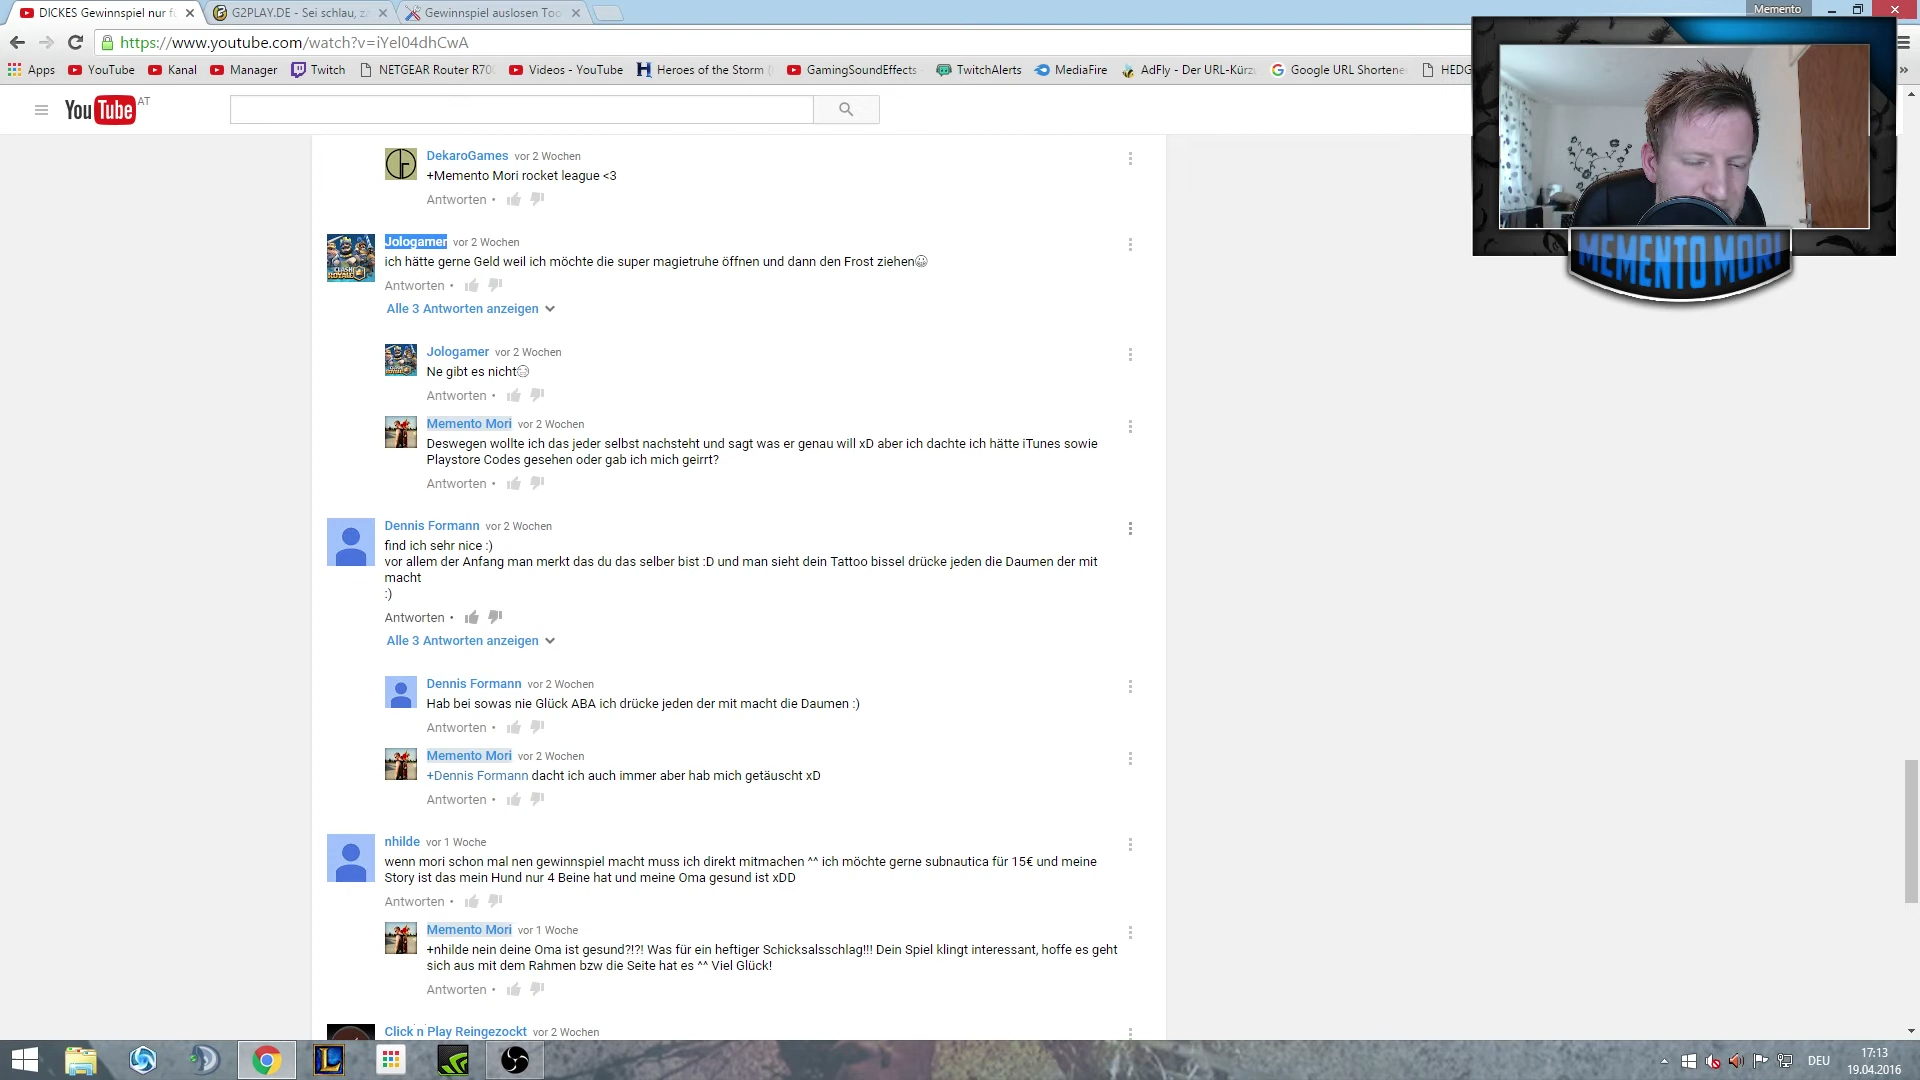 DICKES Gewinnspiel nur f
G2PLAY.DE - Sei schlau, z
Gewinnspiel auslosen Too
Memento
https://www.youtube.com/watch?v=iYel04dhCwA
Apps YouTube Kanal Manager Twitch NETGEAR Router R70 Videos - YouTube Heroes of the Storm GamingSoundEffects TwitchAlerts MediaFire AdFly - Der URL-Kürz Google URL Shortene HEDG
YouTube AT
DekaroGames vor 2 Wochen
+Memento Mori rocket league <3
Antworten •
Jologamer vor 2 Wochen
ich hätte gerne Geld weil ich möchte die super magietruhe öffnen und dann den Frost ziehen😀
Antworten •
Alle 3 Antworten anzeigen
Jologamer vor 2 Wochen
Ne gibt es nicht
Antworten •
Memento Mori vor 2 Wochen
Deswegen wollte ich das jeder selbst nachsteht und sagt was er genau will xD aber ich dachte ich hätte iTunes sowie
Playstore Codes gesehen oder gab ich mich geirrt?
Antworten •
Dennis Formann vor 2 Wochen
find ich sehr nice :)
vor allem der Anfang man merkt das du das selber bist :D und man sieht dein Tattoo bissel drücke jeden die Daumen der mit
macht
:)
Antworten •
Alle 3 Antworten anzeigen
Dennis Formann vor 2 Wochen
Hab bei sowas nie Glück ABA ich drücke jeden der mit macht die Daumen :)
Antworten •
Memento Mori vor 2 Wochen
+Dennis Formann dacht ich auch immer aber hab mich getäuscht xD
Antworten •
nhilde vor 1 Woche
wenn mori schon mal nen gewinnspiel macht muss ich direkt mitmachen ^^ ich möchte gerne subnautica für 15€ und meine
Story ist das mein Hund nur 4 Beine hat und meine Oma gesund ist xDD
Antworten •
Memento Mori vor 1 Woche
+nhilde nein deine Oma ist gesund?!?! Was für ein heftiger Schicksalsschlag!!! Dein Spiel klingt interessant, hoffe es geht
sich aus mit dem Rahmen bzw die Seite hat es ^^ Viel Glück!
Antworten •
Click n Play Reingezockt vor 2 Wochen
MEMENTO MORI
DEU
17:13
19.04.2016